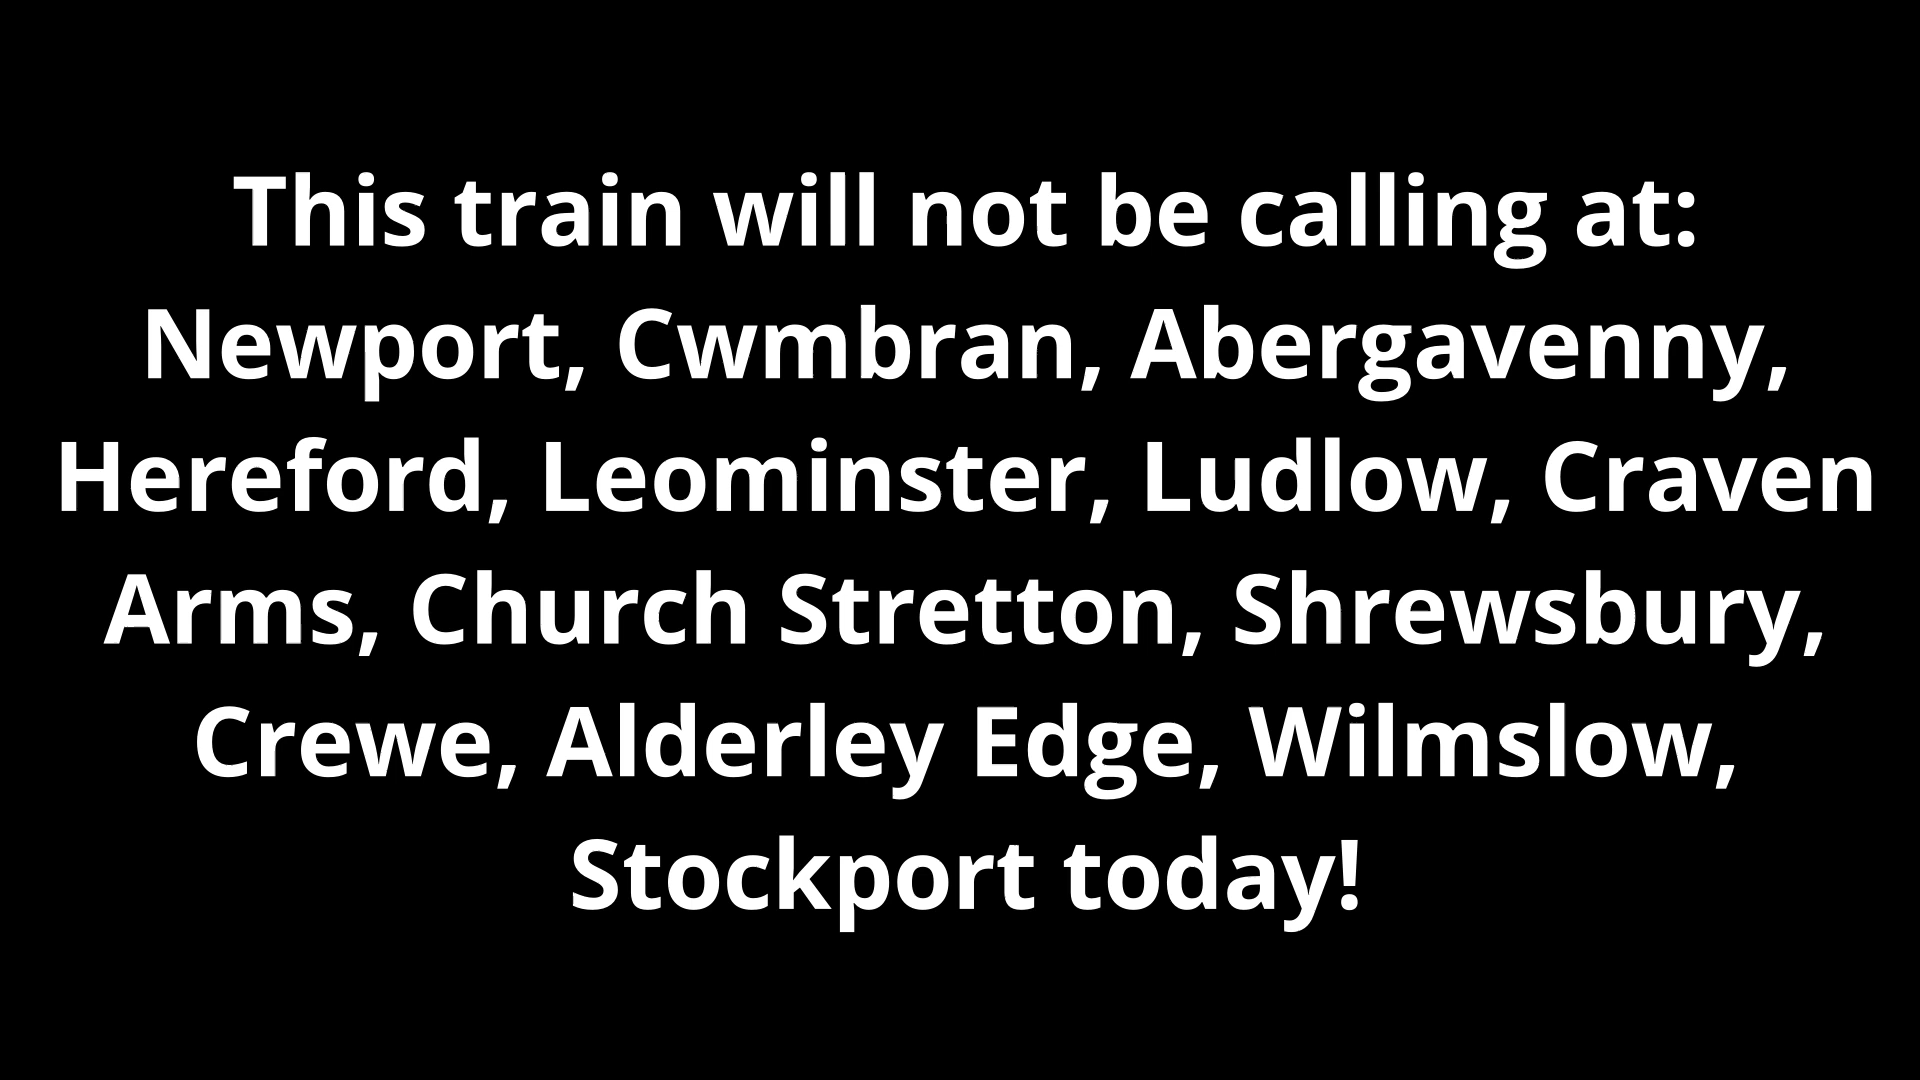 This train will not be calling at:
Newport, Cwmbran, Abergavenny,
Hereford, Leominster, Ludlow, Craven
Arms, Church Stretton, Shrewsbury,
Crewe, Alderley Edge, Wilmslow,
Stockport today!